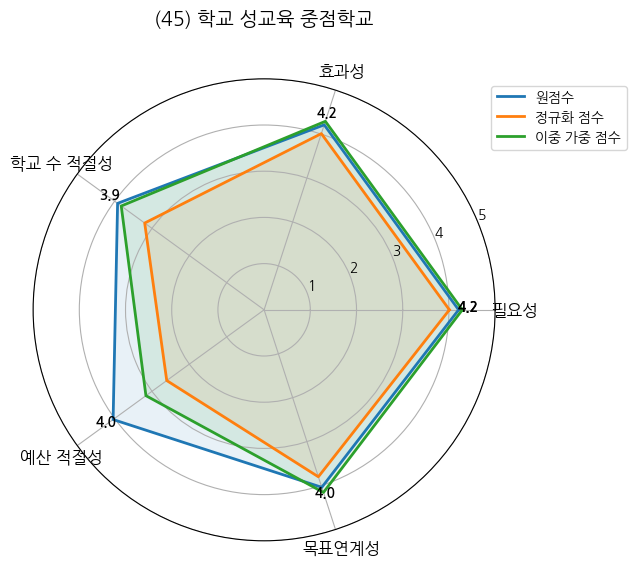 (45) 학교 성교육 중점학교
효과성
원점수
정규화 점수
이중 가중 점수
4.2
학교 수 적절성
3.9
5
4
3
2
1
4.2
필요성
4.0
예산 적절성
4.0
목표연계성